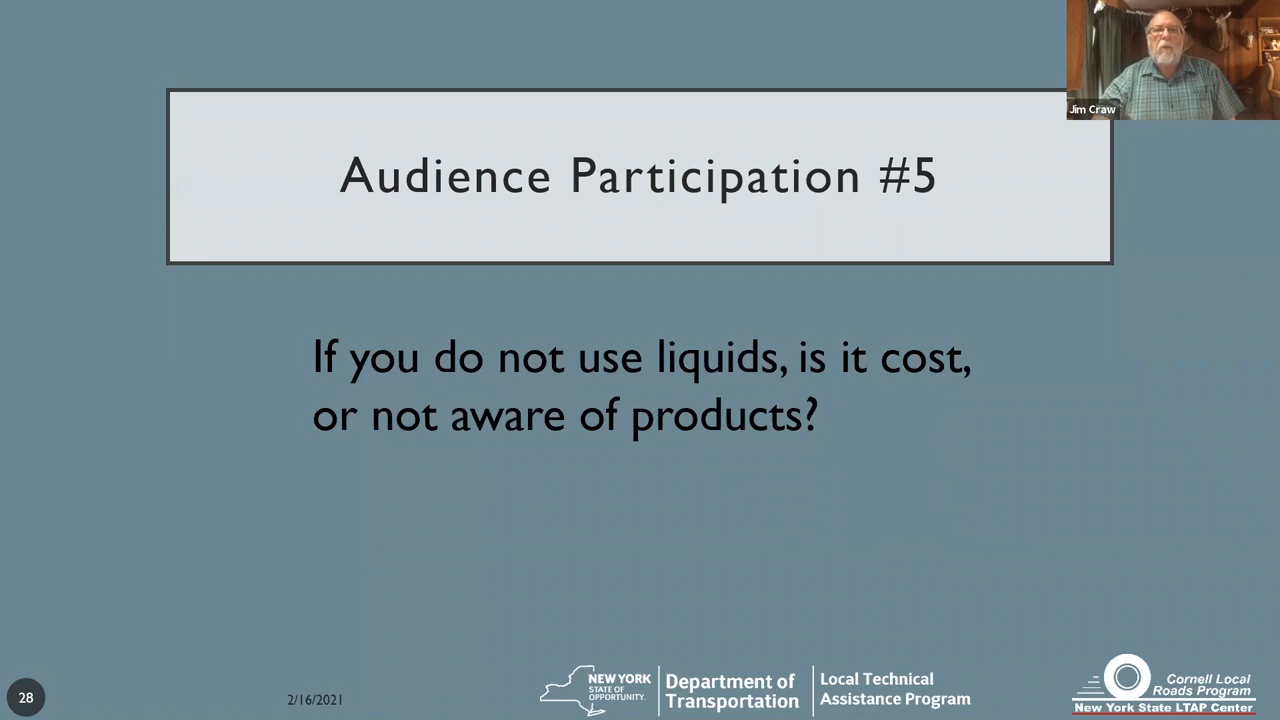 Jim Craw
Audience Participation #5
If you do not use liquids, is it cost,
or not aware of products?
28
2/16/2021
NEW YORK
STATE OF
OPPORTUNITY.
Department of
Transportation
Local Technical
Assistance Program
Cornell Local
Roads Program
New York State LTAP Center